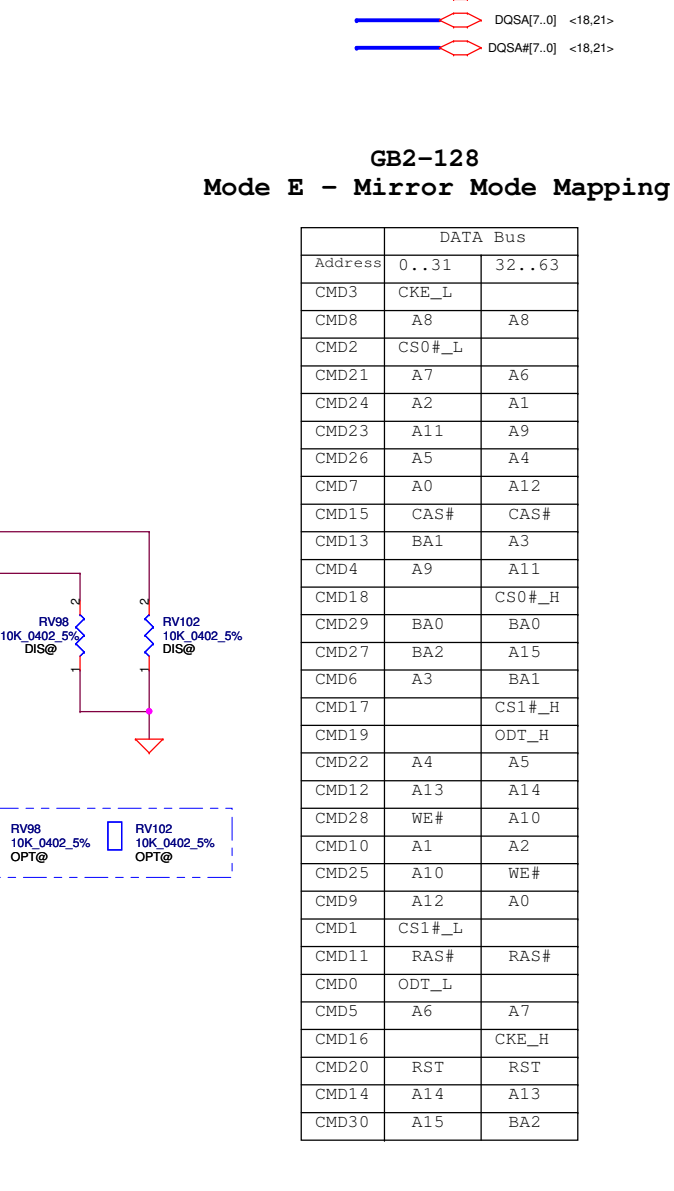 DQSA[7..0] <18,21>
DQSA#[7..0] <18,21>
GB2-128
Mode E - Mirror Mode Mapping
DATA Bus
Address 0..31 32..63
CMD3 CKE_L
CMD8 A8 A8
CMD2 CS0#_L
CMD21 A7 A6
CMD24 A2 A1
CMD23 A11 A9
CMD26 A5 A4
CMD7 A0 A12
CMD15 CAS# CAS#
CMD13 BA1 A3
CMD4 A9 A11
CMD18 CS0#_H
CMD29 BA0 BA0
CMD27 BA2 A15
CMD6 A3 BA1
CMD17 CS1#_H
CMD19 ODT_H
CMD22 A4 A5
CMD12 A13 A14
CMD28 WE# A10
CMD10 A1 A2
CMD25 A10 WE#
CMD9 A12 A0
CMD1 CS1#_L
CMD11 RAS# RAS#
CMD0 ODT_L
CMD5 A6 A7
CMD16 CKE_H
CMD20 RST RST
CMD14 A14 A13
CMD30 A15 BA2
2 2
RV98 RV102
10K_0402_5% 10K_0402_5%
DIS@ DIS@
1 1
RV98 RV102
10K_0402_5% 10K_0402_5%
OPT@ OPT@